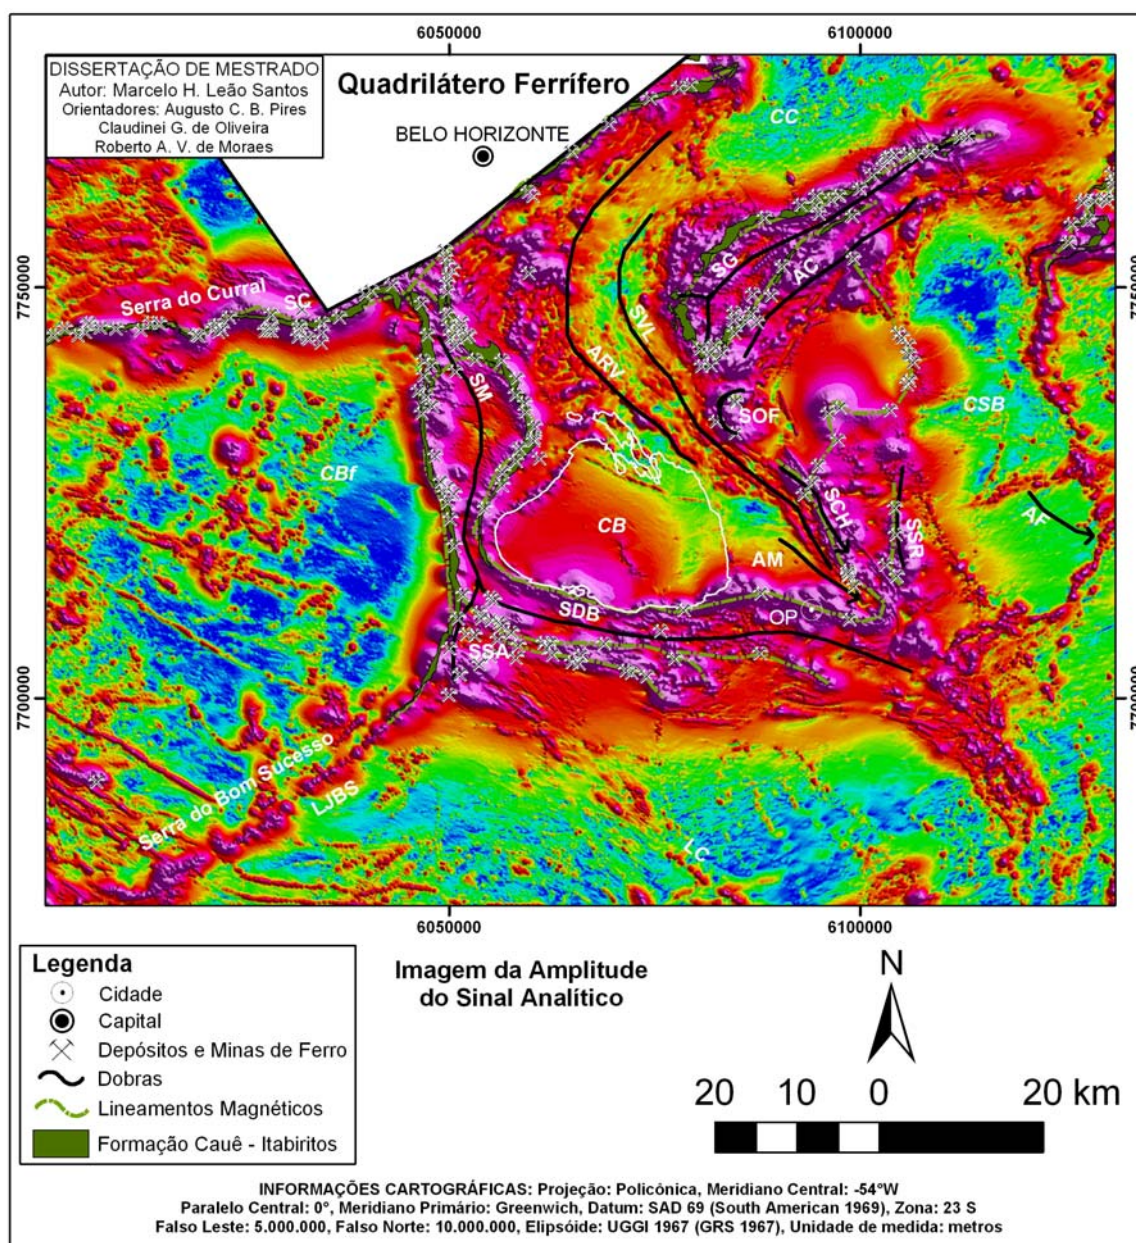 6050000
6100000
DISSERTAÇÃO DE MESTRADO
Autor: Marcelo H. Leão Santos
Orientadores: Augusto C. B. Pires
Claudinei G. de Oliveira
Roberto A. V. de Moraes
Quadrilátero Ferrífero
BELO HORIZONTE
CC
7750000
7750000
Serra do Curral
SC
SG
AC
SVL
ARV
SM
SOF
CSB
CBf
CB
SCH
SSR
AF
AM
SDB
OP
SSA
7700000
7700000
Serra do Bom Sucesso
LJBS
LC
6050000
6100000
Legenda
Cidade
Capital
Depósitos e Minas de Ferro
Dobras
Lineamentos Magnéticos
Formação Cauê - Itabiritos
Imagem da Amplitude
do Sinal Analítico
N
20 10 0 20 km
INFORMAÇÕES CARTOGRÁFICAS: Projeção: Policônica, Meridiano Central: -54°W
Paralelo Central: 0°, Meridiano Primário: Greenwich, Datum: SAD 69 (South American 1969), Zona: 23 S
Falso Leste: 5.000.000, Falso Norte: 10.000.000, Elipsóide: UGGI 1967 (GRS 1967), Unidade de medida: metros